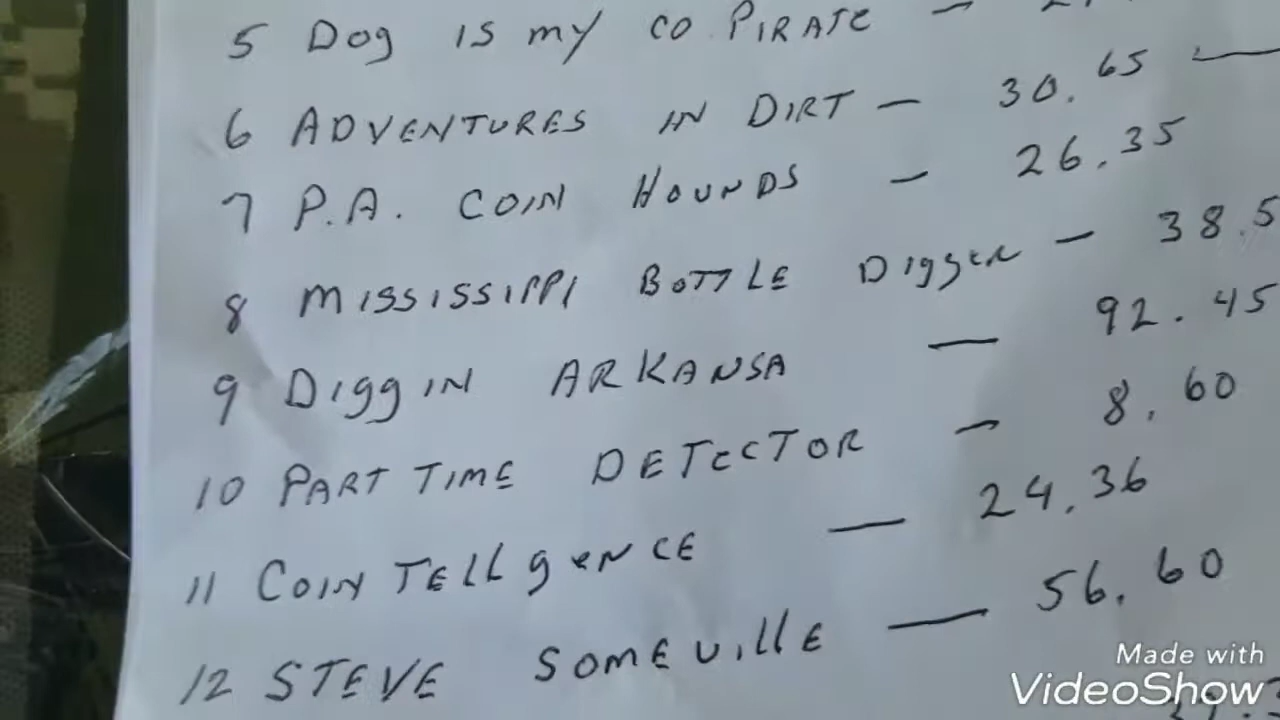 5 Dog is my co PIRATE -
6 ADVENTURES IN DIRT - 30.65 -
7 P.A. COIN HOUNDS - 26.35
8 MISSISSIPPI BOTTLE Digger - 38.5
9 DiggIN ARKANSA - 92.45
10 PART TIME DETECTOR - 8.60
11 COIN TELLgENCE - 24.36
12 STEVE SOMEVillE - 56.60
Made with
VideoShow